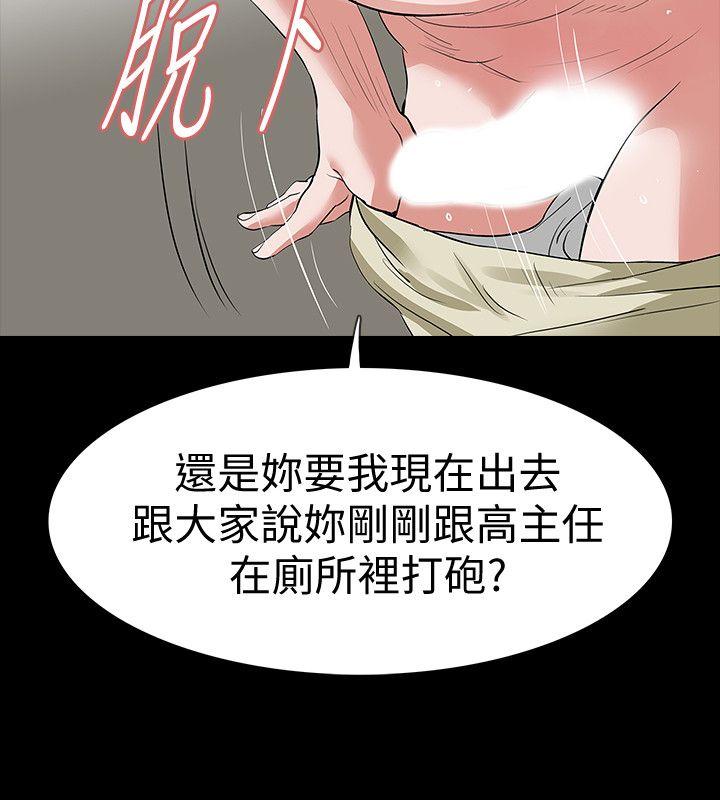 脫下
還是妳要我現在出去
跟大家說妳剛剛跟高主任
在廁所裡打砲?